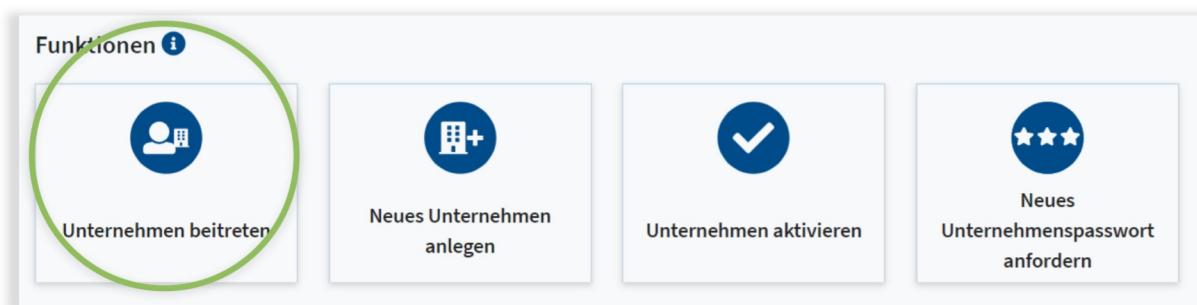 Funktionen
Unternehmen beitreten
Neues Unternehmen
anlegen
Unternehmen aktivieren
Neues
Unternehmenspasswort
anfordern